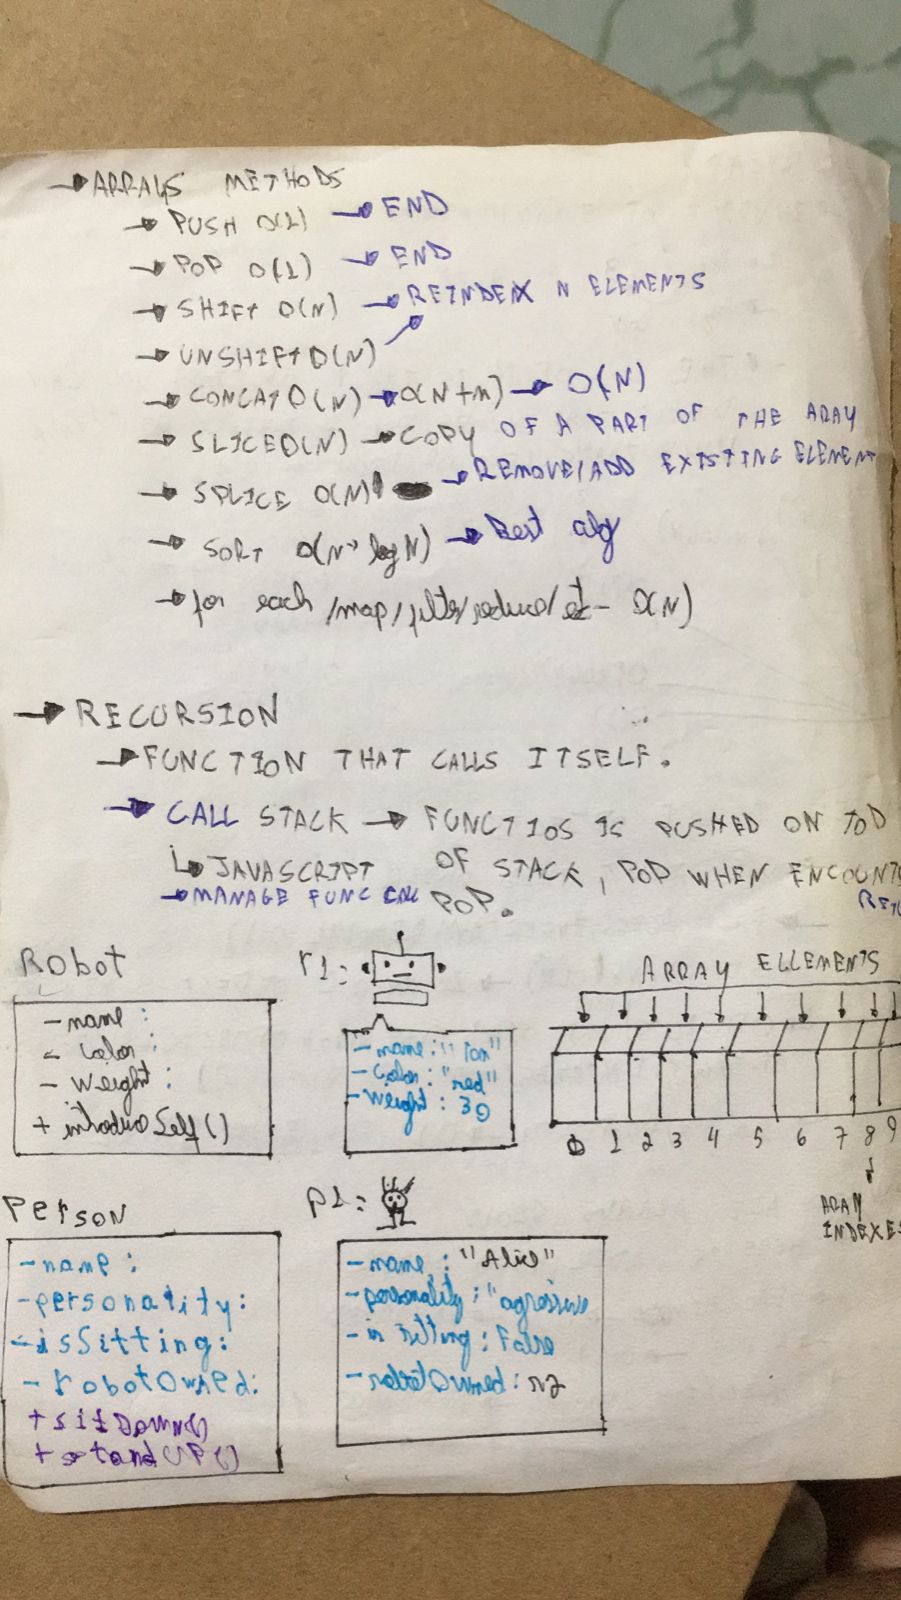 → ARRAYS METHODS
→ PUSH O(1) → END
→ POP O(1) → END
→ SHIFT O(N) → REINDEX N ELEMENTS
→ UNSHIFT O(N)
→ CONCAT O(N) → O(N+M) → O(N)
→ SLICE O(N) → COPY OF A PART OF THE ARAY
→ SPLICE O(N) → REMOVE/ADD EXISTING ELEMENT
→ SORT O(N * log N) → Best alg
→ for each/map/filter/reduce/etc - O(N)
→ RECURSION
→ FUNCTION THAT CALLS ITSELF.
→ CALL STACK → FUNCTIOS IS PUSHED ON TOP
↳ JAVASCRIPT OF STACK, POP WHEN ENCOUNTE
→ MANAGE FUNC CALL POP. RETU
Robot
- name :
- Color :
- Weight :
+ introduceSelf()
r1:
- name : "Tom"
- Color : "red"
- Weight : 30
ARRAY ELLEMENTS
0 1 2 3 4 5 6 7 8 9
ARAY
INDEXES
Person
- name :
- personality:
- isSitting:
- robotOwned:
+ sitDown()
+ standUP()
p1:
- name : "Alice"
- personality : "agressive
- is sitting : False
- robotOwned : r2